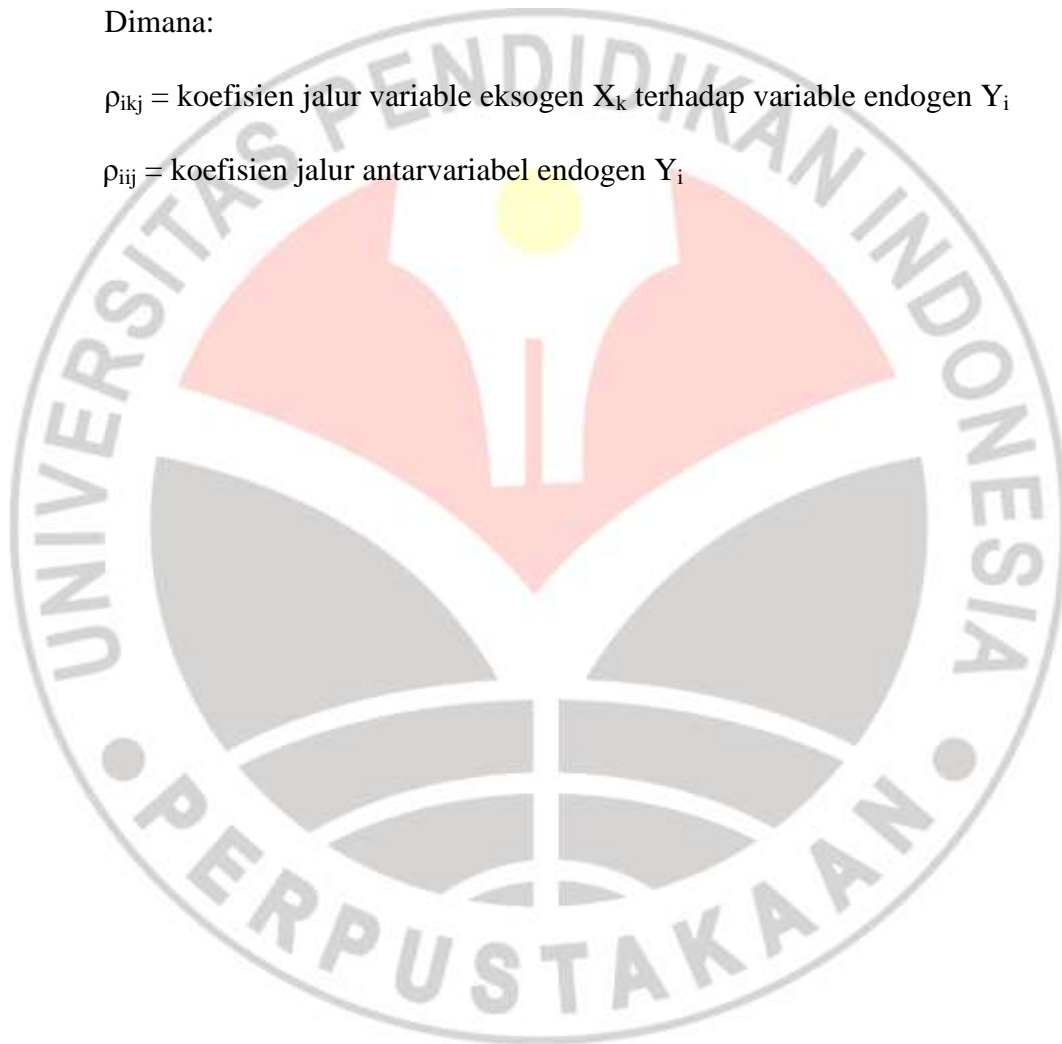 Dimana:
ρikj = koefisien jalur variable eksogen Xk terhadap variable endogen Yi
ρiij = koefisien jalur antarvariabel endogen Yi
UNIVERSITAS PENDIDIKAN INDONESIA
PERPUSTAKAAN